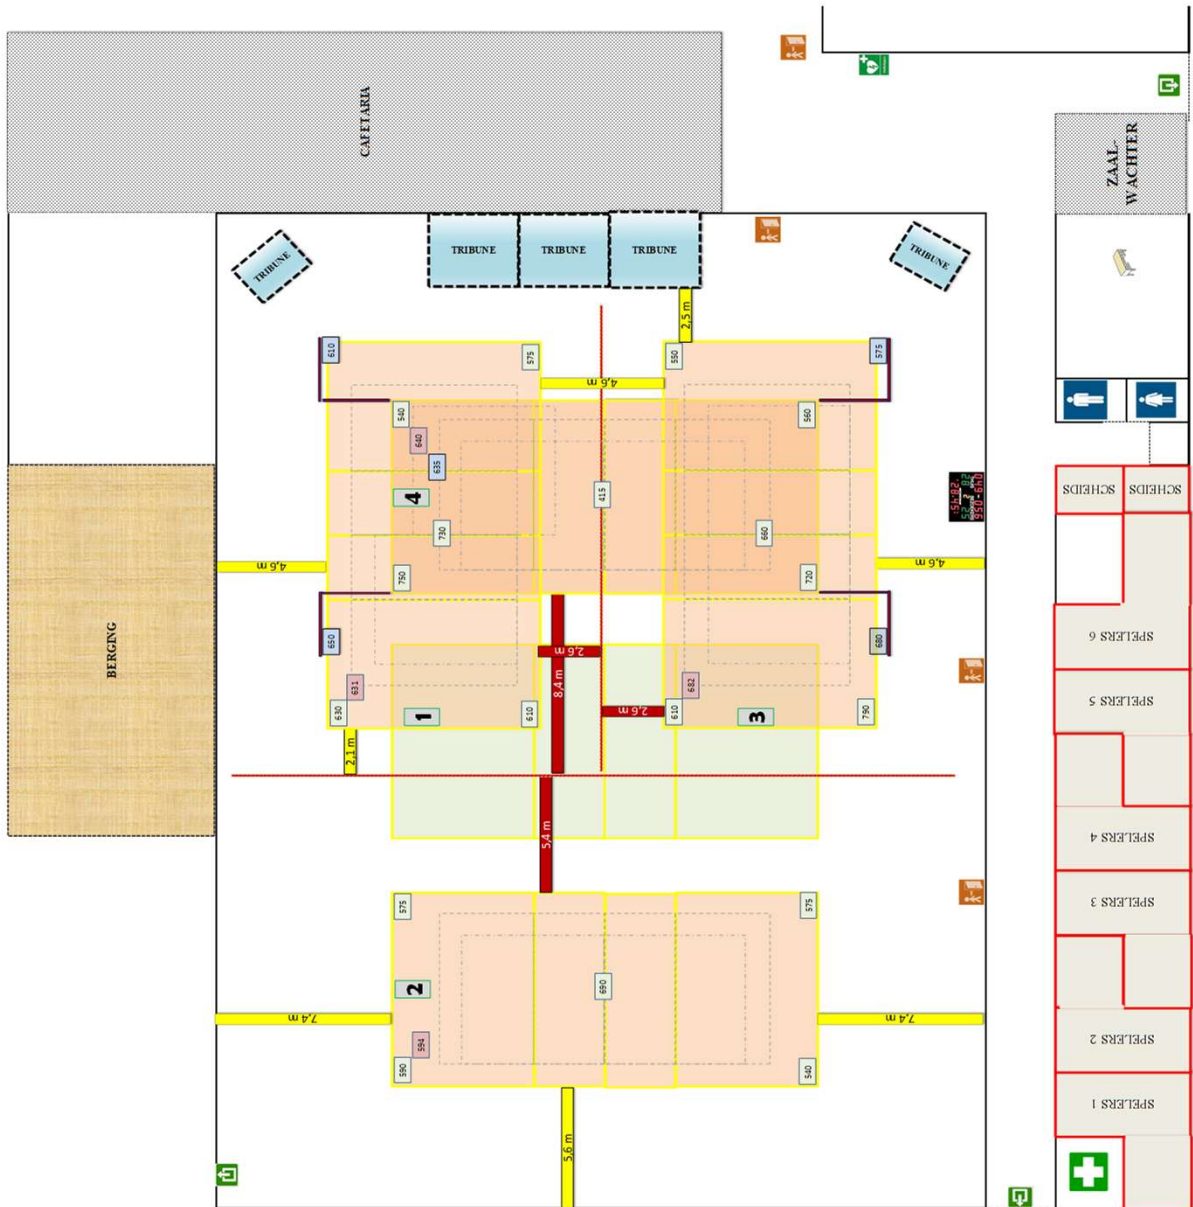 CAFETARIA
ZAAL-
WACHTER
TRIBUNE
TRIBUNE
TRIBUNE
TRIBUNE
TRIBUNE
2,5 m
610
575
550
575
4,6 m
540
640
635
560
4
415
SCHEIDS
SCHEIDS
730
660
4,6 m
4,6 m
750
720
BERGING
650
680
SPELERS 6
2,6 m
8,4 m
631
682
SPELERS 5
630
1
610
2,6 m
610
3
790
2,1 m
5,4 m
SPELERS 4
575
575
SPELERS 3
2
690
7,4 m
7,4 m
594
SPELERS 2
590
540
SPELERS 1
5,6 m